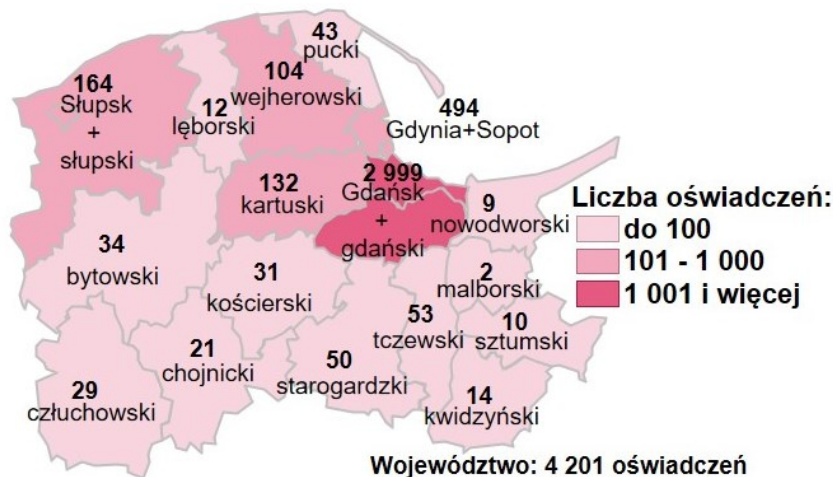 43
pucki
164
Słupsk
+
słupski
12
lęborski
104
wejherowski
494
Gdynia+Sopot
132
kartuski
2 999
Gdańsk
+
gdański
9
nowodworski
34
bytowski
31
kościerski
2
malborski
53
tczewski
10
sztumski
21
chojnicki
50
starogardzki
29
człuchowski
14
kwidzyński
Liczba oświadczeń:
do 100
101 - 1 000
1 001 i więcej
Województwo: 4 201 oświadczeń